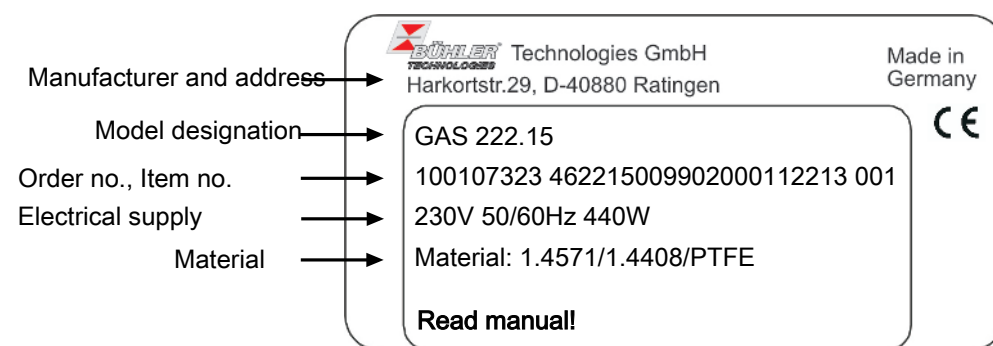 BÜHLER® Technologies GmbH
TECHNOLOGIES
Made in
Germany
Manufacturer and address
Harkortstr.29, D-40880 Ratingen
CE
Model designation
GAS 222.15
Order no., Item no.
100107323 462215009902000112213 001
Electrical supply
230V 50/60Hz 440W
Material
Material: 1.4571/1.4408/PTFE
Read manual!